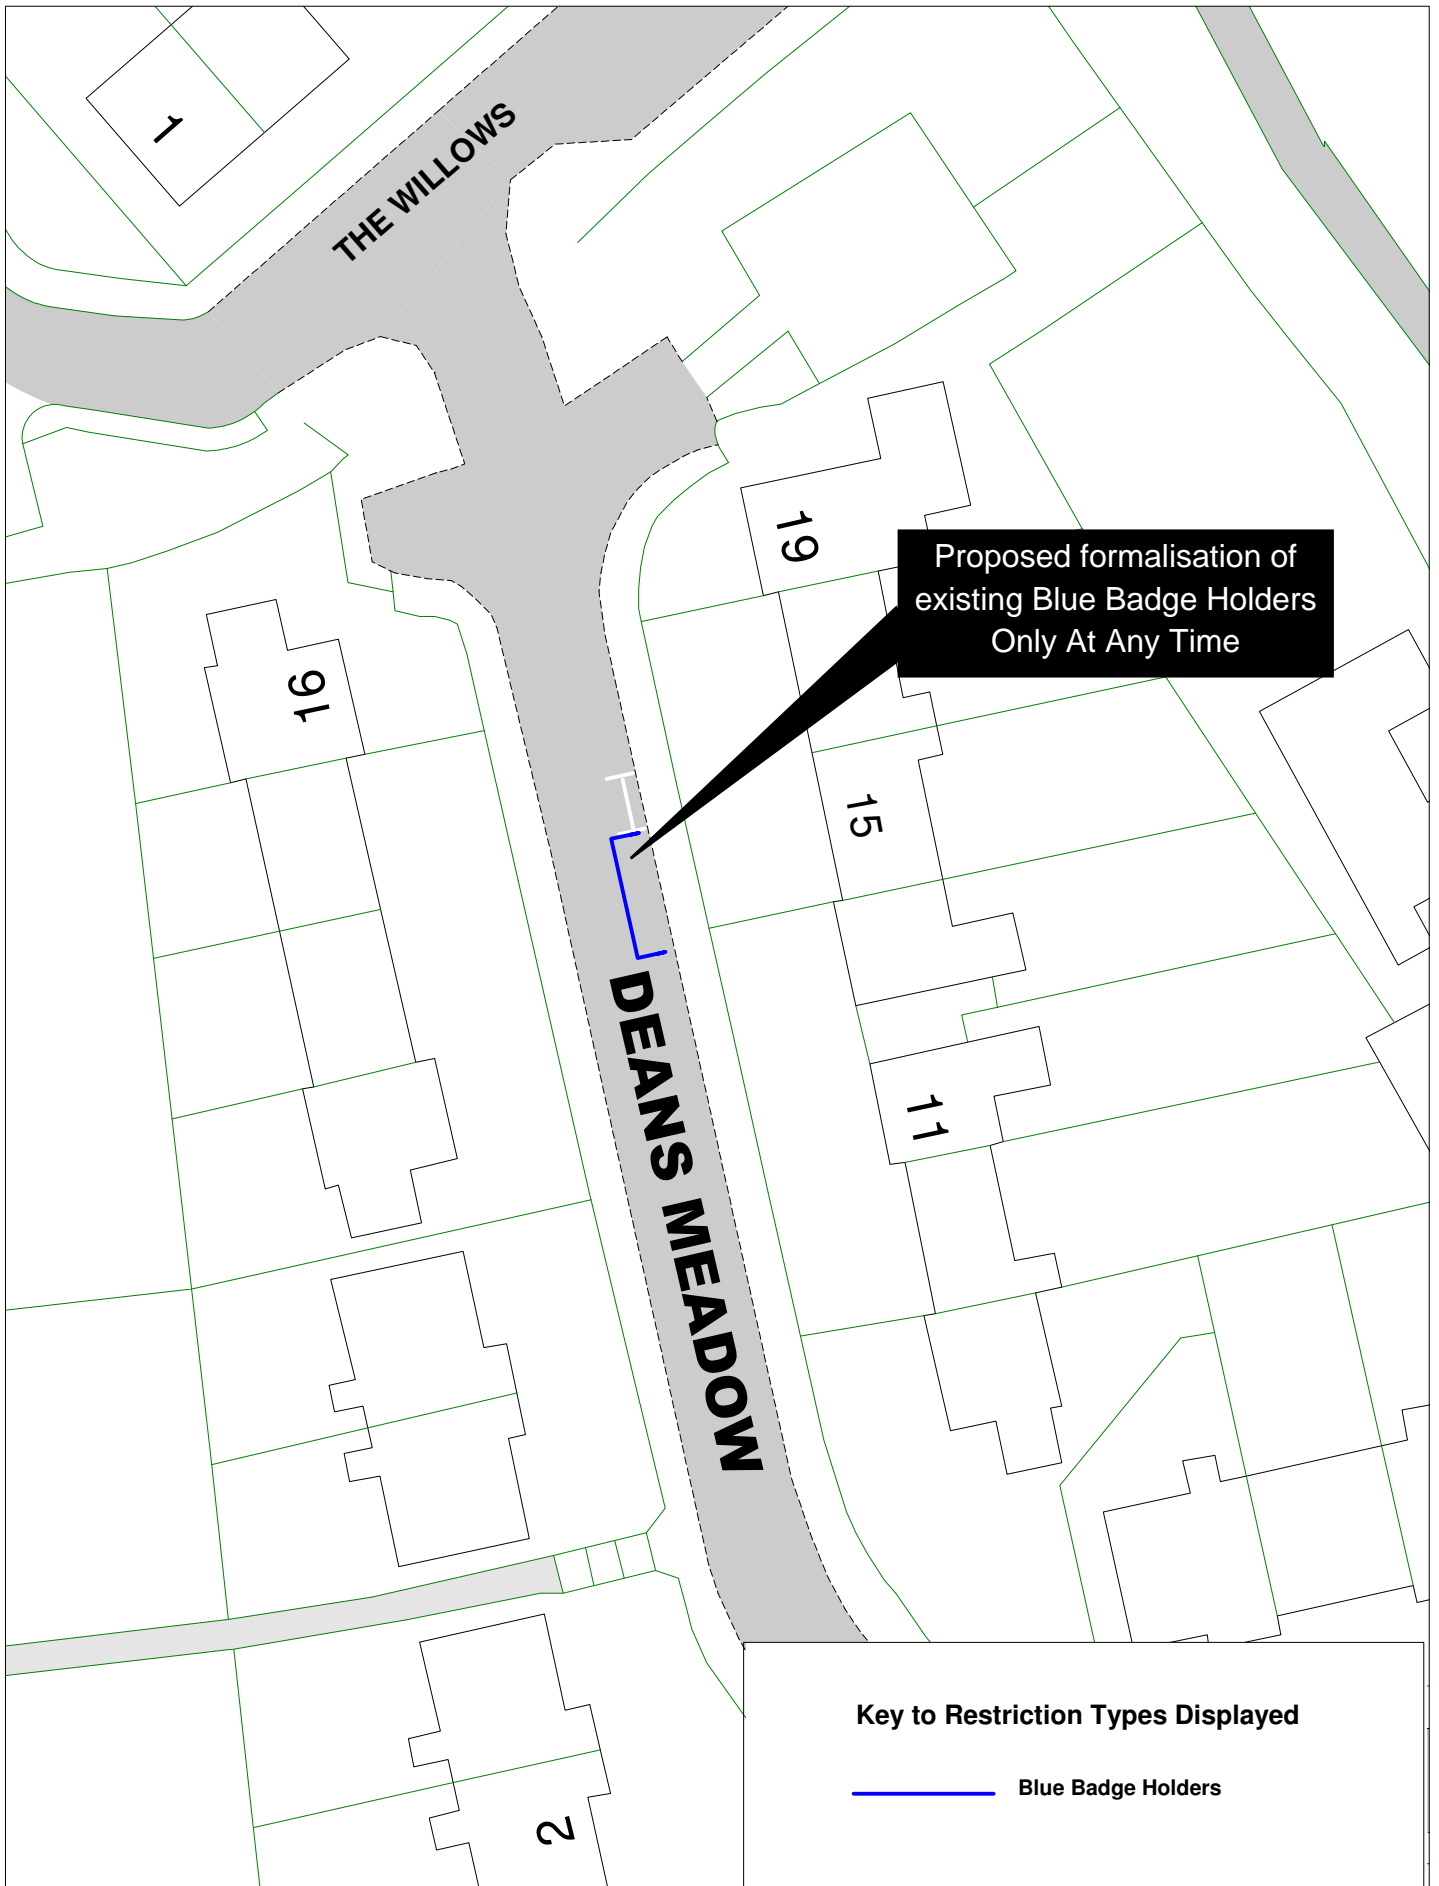 1
THE WILLOWS
19
Proposed formalisation of
existing Blue Badge Holders
Only At Any Time
16
15
DEANS MEADOW
11
2
Key to Restriction Types Displayed
Blue Badge Holders